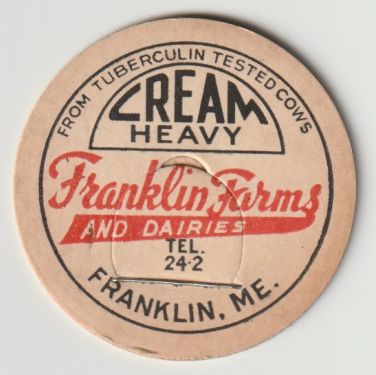 FROM TUBERCULIN TESTED COWS
CREAM
HEAVY
Franklin Farms
AND DAIRIES
TEL.
24-2
FRANKLIN, ME.